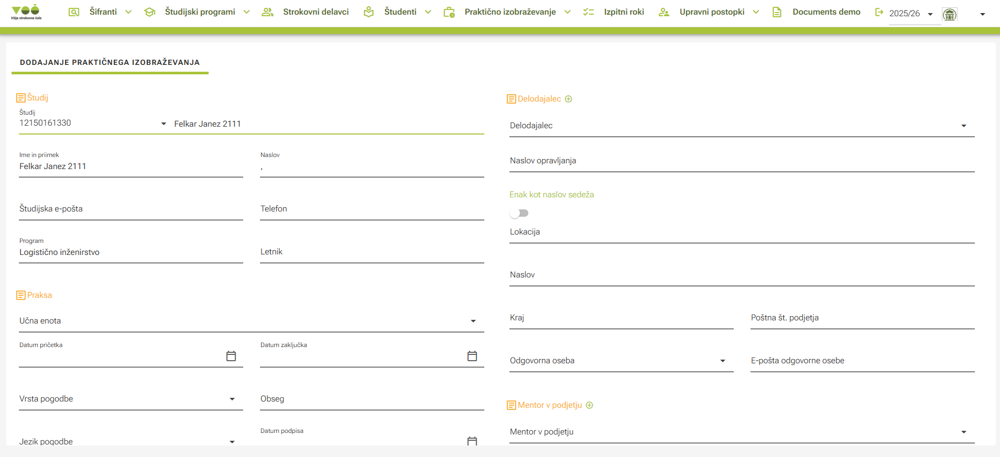 Višje strokovne šole
Šifranti
Študijski programi
Strokovni delavci
Študenti
Praktično izobraževanje
Izpitni roki
Upravni postopki
Documents demo
2025/26
DODAJANJE PRAKTIČNEGA IZOBRAŽEVANJA
Študij
Študij
12150161330 Felkar Janez 2111
Ime in priimek
Felkar Janez 2111
Naslov
,
Študijska e-pošta
Telefon
Program
Logistično inženirstvo
Letnik
Praksa
Učna enota
Datum pričetka
Datum zaključka
Vrsta pogodbe
Obseg
Jezik pogodbe
Datum podpisa
Delodajalec
Delodajalec
Naslov opravljanja
Enak kot naslov sedeža
Lokacija
Naslov
Kraj
Poštna št. podjetja
Odgovorna oseba
E-pošta odgovorne osebe
Mentor v podjetju
Mentor v podjetju